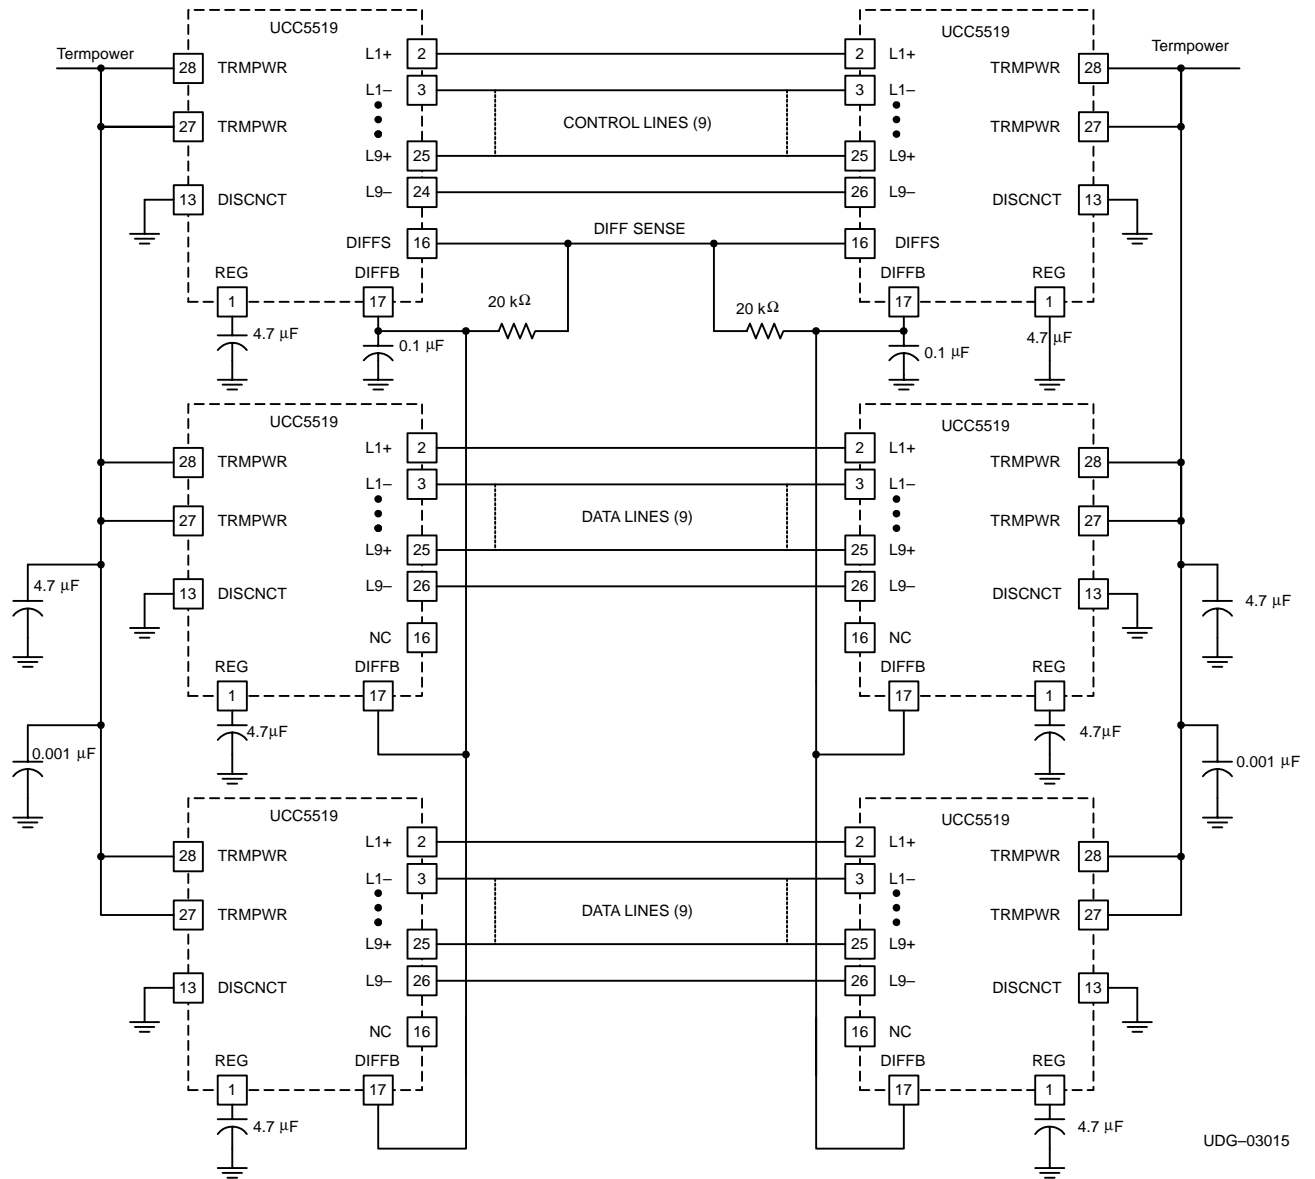 UCC5519
UCC5519
Termpower
Termpower
28 TRMPWR L1+ 2
2 L1+ TRMPWR 28
L1– 3
3 L1–
CONTROL LINES (9)
27 TRMPWR
TRMPWR 27
L9+ 25
25 L9+
13 DISCNCT L9– 24
26 L9– DISCNCT 13
DIFF SENSE
DIFFS 16
16 DIFFS
REG DIFFB
DIFFB REG
1 17
17 1
20 kΩ
20 kΩ
4.7 µF
0.1 µF
0.1 µF
4.7 µF
UCC5519
UCC5519
28 TRMPWR L1+ 2
2 L1+ TRMPWR 28
L1– 3
3 L1–
DATA LINES (9)
27 TRMPWR
TRMPWR 27
L9+ 25
25 L9+
4.7 µF
13 DISCNCT L9– 26
26 L9– DISCNCT 13
4.7 µF
NC 16
16 NC
REG DIFFB
DIFFB REG
1 17
17 1
4.7µF
4.7µF
0.001 µF
0.001 µF
UCC5519
UCC5519
28 TRMPWR L1+ 2
2 L1+ TRMPWR 28
L1– 3
3 L1–
DATA LINES (9)
27 TRMPWR
TRMPWR 27
L9+ 25
25 L9+
13 DISCNCT L9– 26
26 L9– DISCNCT 13
NC 16
16 NC
REG DIFFB
DIFFB REG
1 17
17 1
4.7 µF
4.7 µF
UDG–03015